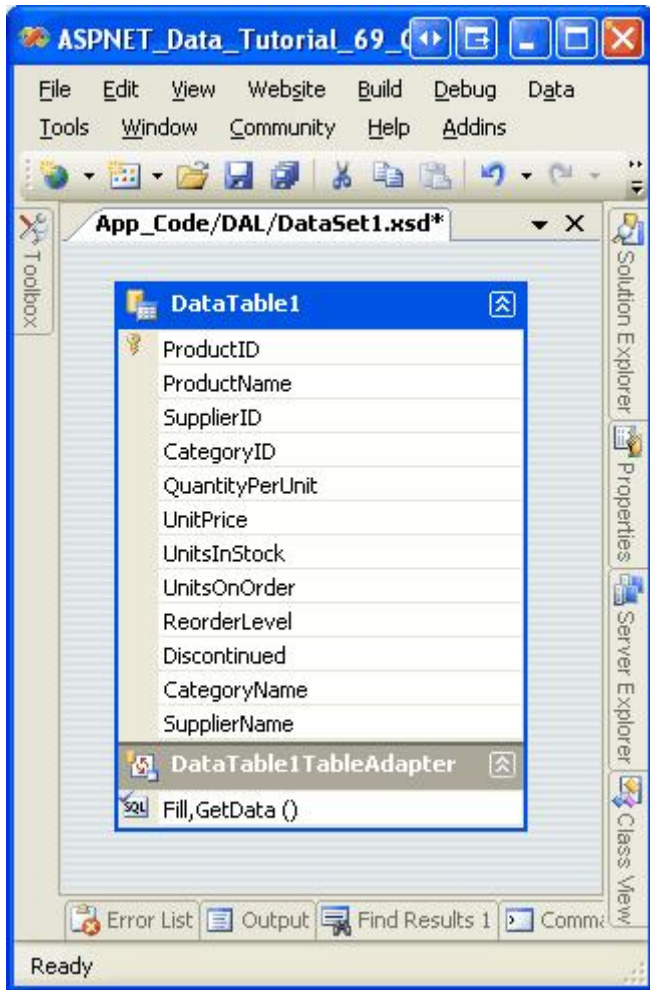 ASPNET_Data_Tutorial_69_
File Edit View Website Build Debug Data
Tools Window Community Help Addins
Toolbox
App_Code/DAL/DataSet1.xsd*
DataTable1
ProductID
ProductName
SupplierID
CategoryID
QuantityPerUnit
UnitPrice
UnitsInStock
UnitsOnOrder
ReorderLevel
Discontinued
CategoryName
SupplierName
DataTable1TableAdapter
SQL Fill,GetData ()
Solution Explorer
Properties
Server Explorer
Class View
Error List Output Find Results 1 Comma
Ready